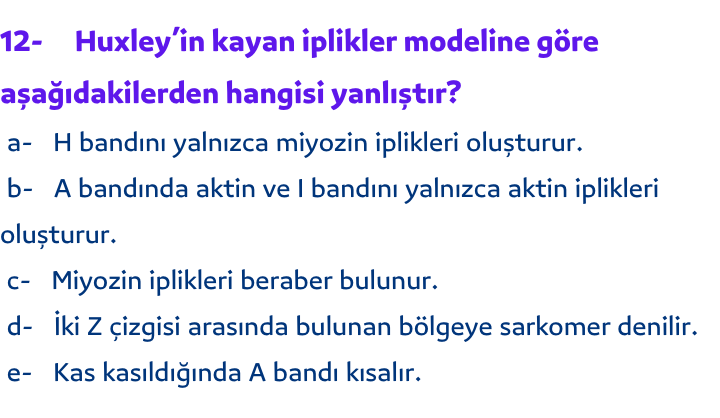 12- Huxley’in kayan iplikler modeline göre
aşağıdakilerden hangisi yanlıştır?
a- H bandını yalnızca miyozin iplikleri oluşturur.
b- A bandında aktin ve I bandını yalnızca aktin iplikleri
oluşturur.
c- Miyozin iplikleri beraber bulunur.
d- İki Z çizgisi arasında bulunan bölgeye sarkomer denilir.
e- Kas kasıldığında A bandı kısalır.